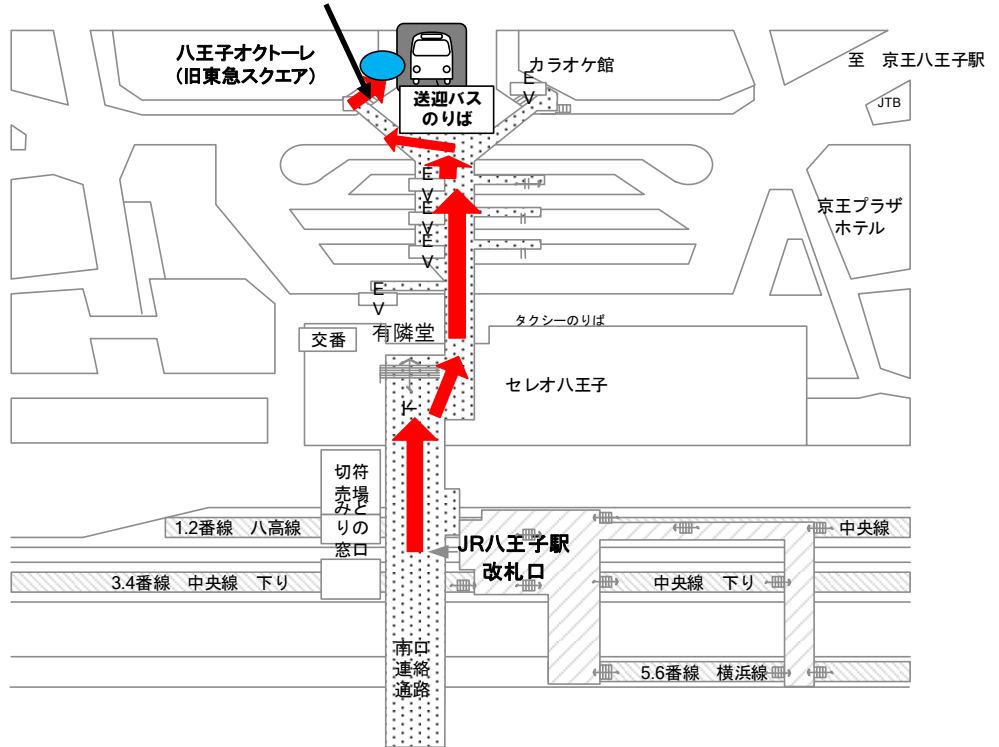 八王子オクトーレ
（旧東急スクエア）
送迎バス
のりば
カラオケ館
EV
至　京王八王子駅
JTB
京王プラザ
ホテル
EV
EV
EV
EV
有隣堂
交番
タクシーのりば
セレオ八王子
下
切符
売場
みど
りの
窓口
1.2番線　八高線
中央線
JR八王子駅
改札口
3.4番線　中央線　下り
中央線　下り
南口
連絡
通路
5.6番線　横浜線